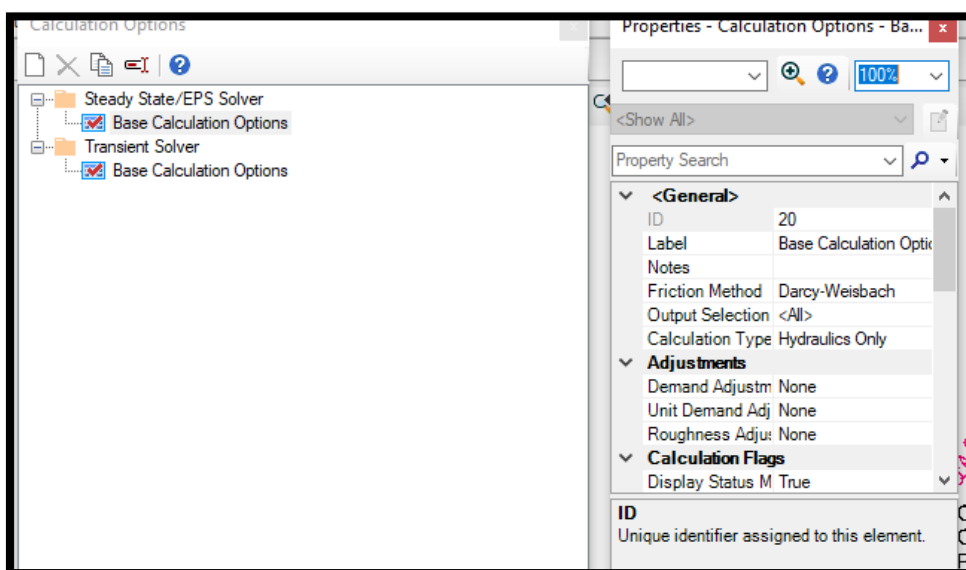 Calculation Options
Steady State/EPS Solver
Base Calculation Options
Transient Solver
Base Calculation Options
Properties - Calculation Options - Ba...
100%
<Show All>
Property Search
<General>
ID 20
Label Base Calculation Optio
Notes
Friction Method Darcy-Weisbach
Output Selection <All>
Calculation Type Hydraulics Only
Adjustments
Demand Adjustm None
Unit Demand Adj None
Roughness Adju None
Calculation Flags
Display Status M True
ID
Unique identifier assigned to this element.